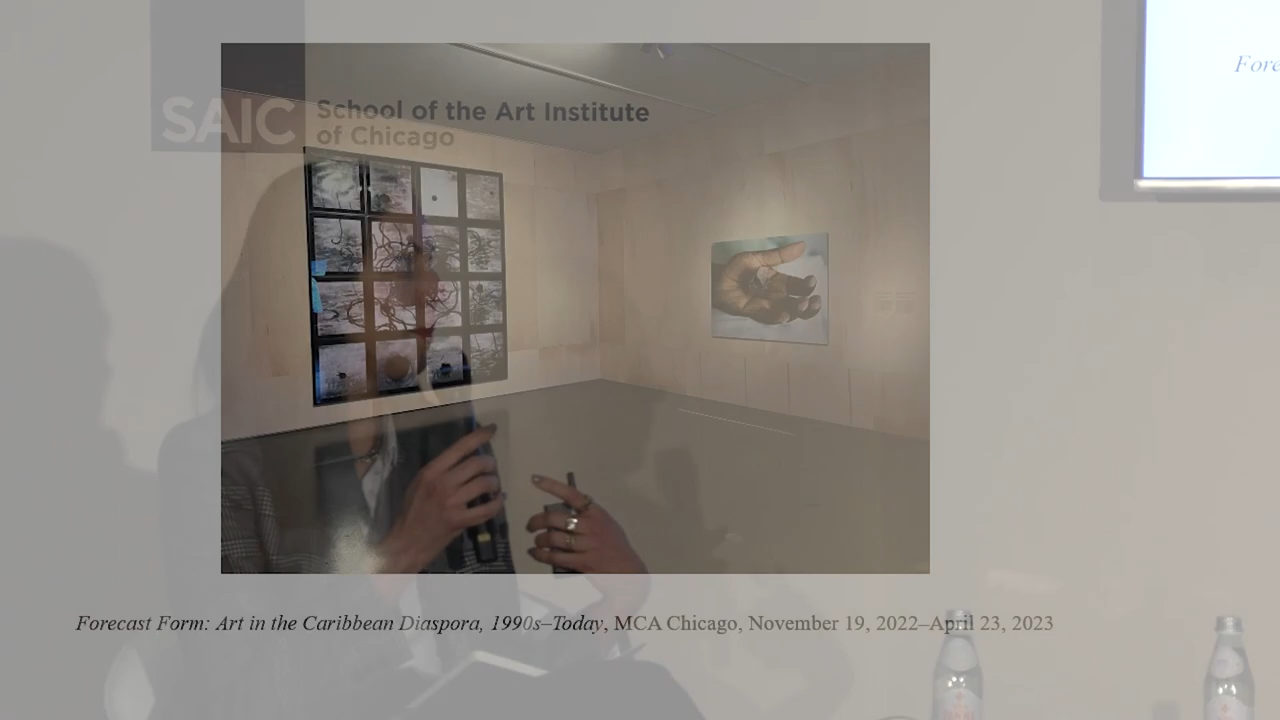 SAIC
School of the Art Institute
of Chicago
Fore
Forecast Form: Art in the Caribbean Diaspora, 1990s–Today, MCA Chicago, November 19, 2022–April 23, 2023